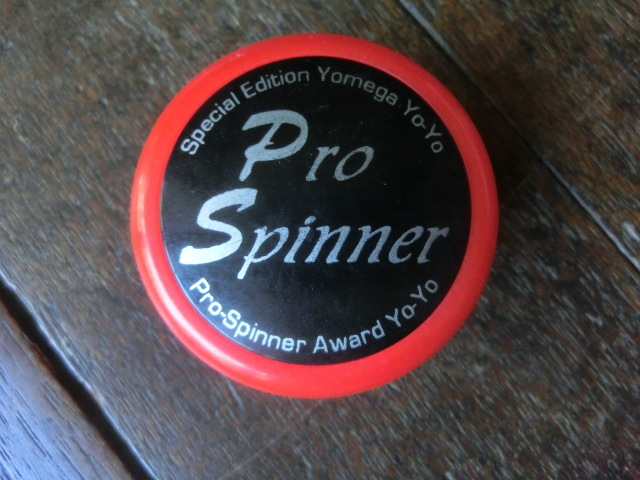 Special Edition Yomega Yo-Yo
Pro
Spinner
Pro-Spinner Award Yo-Yo